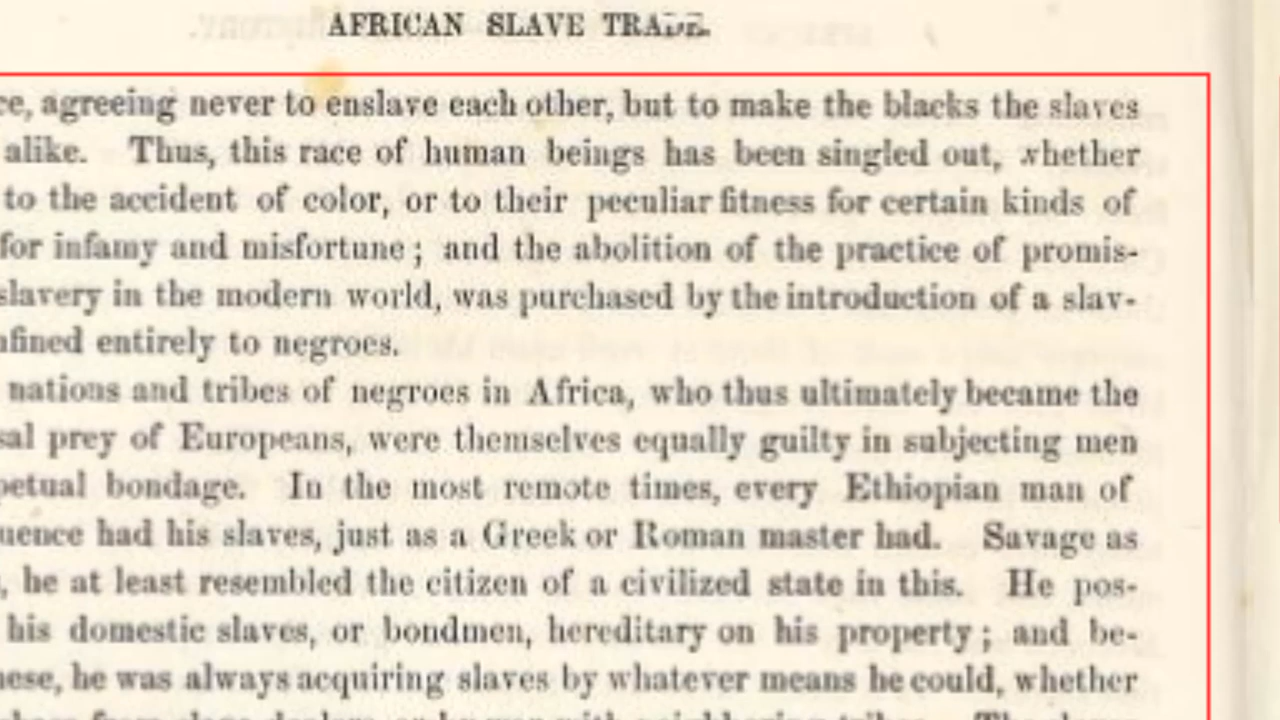 AFRICAN SLAVE TRADE.
ce, agreeing never to enslave each other, but to make the blacks the slaves
alike. Thus, this race of human beings has been singled out, whether
to the accident of color, or to their peculiar fitness for certain kinds of
for infamy and misfortune; and the abolition of the practice of promis-
slavery in the modern world, was purchased by the introduction of a slav-
nfined entirely to negroes.
nations and tribes of negroes in Africa, who thus ultimately became the
sal prey of Europeans, were themselves equally guilty in subjecting men
petual bondage. In the most remote times, every Ethiopian man of
uence had his slaves, just as a Greek or Roman master had. Savage as
, he at least resembled the citizen of a civilized state in this. He pos-
his domestic slaves, or bondmen, hereditary on his property; and be-
hese, he was always acquiring slaves by whatever means he could, whether